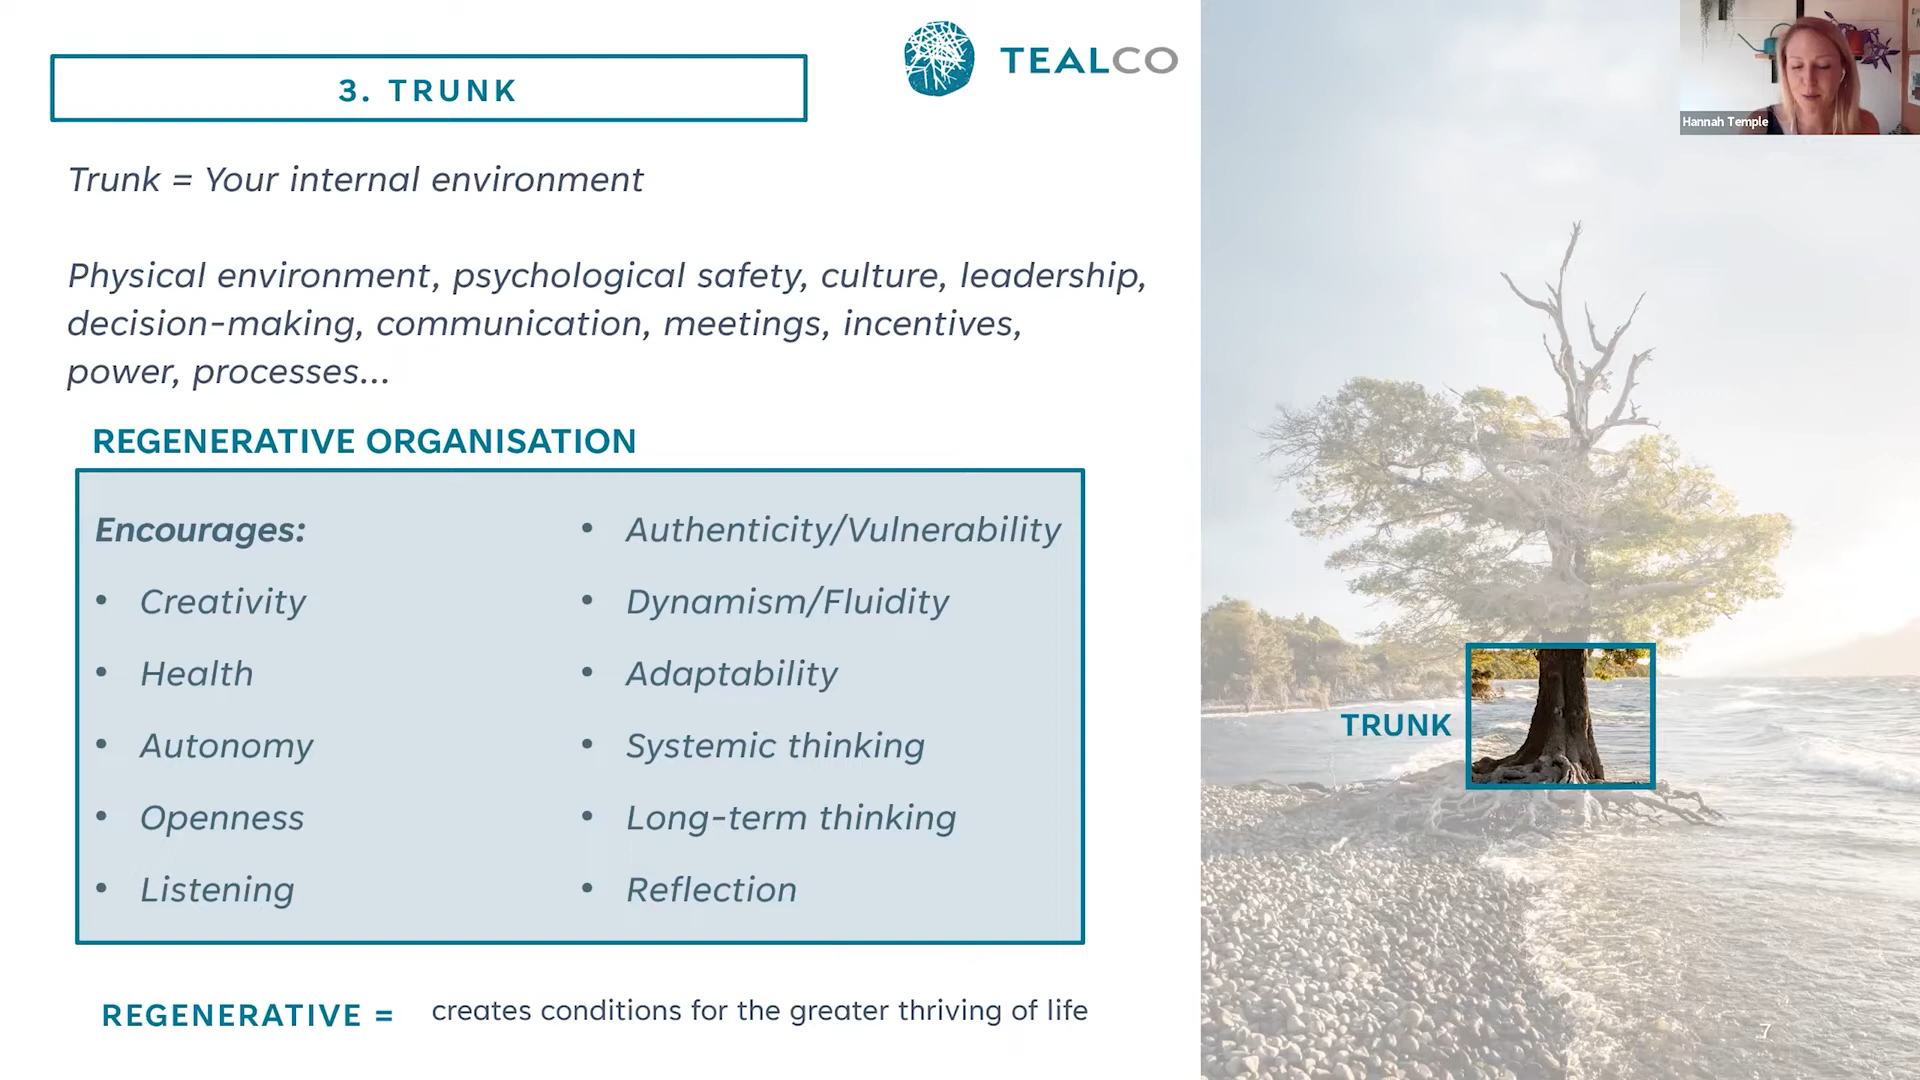 3. TRUNK
TEALCO
Hannah Temple
Trunk = Your internal environment
Physical environment, psychological safety, culture, leadership,
decision-making, communication, meetings, incentives,
power, processes...
REGENERATIVE ORGANISATION
Encourages:
• Creativity
• Health
• Autonomy
• Openness
• Listening
• Authenticity/Vulnerability
• Dynamism/Fluidity
• Adaptability
• Systemic thinking
• Long-term thinking
• Reflection
TRUNK
REGENERATIVE = creates conditions for the greater thriving of life
7